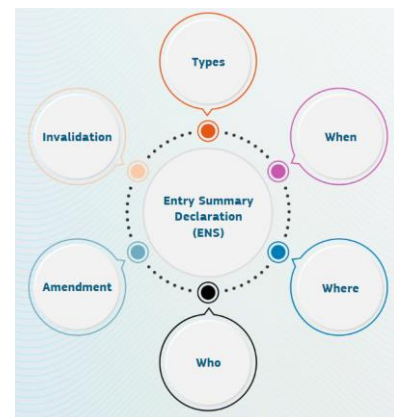 Types
Invalidation
When
Entry Summary
Declaration
(ENS)
Amendment
Where
Who